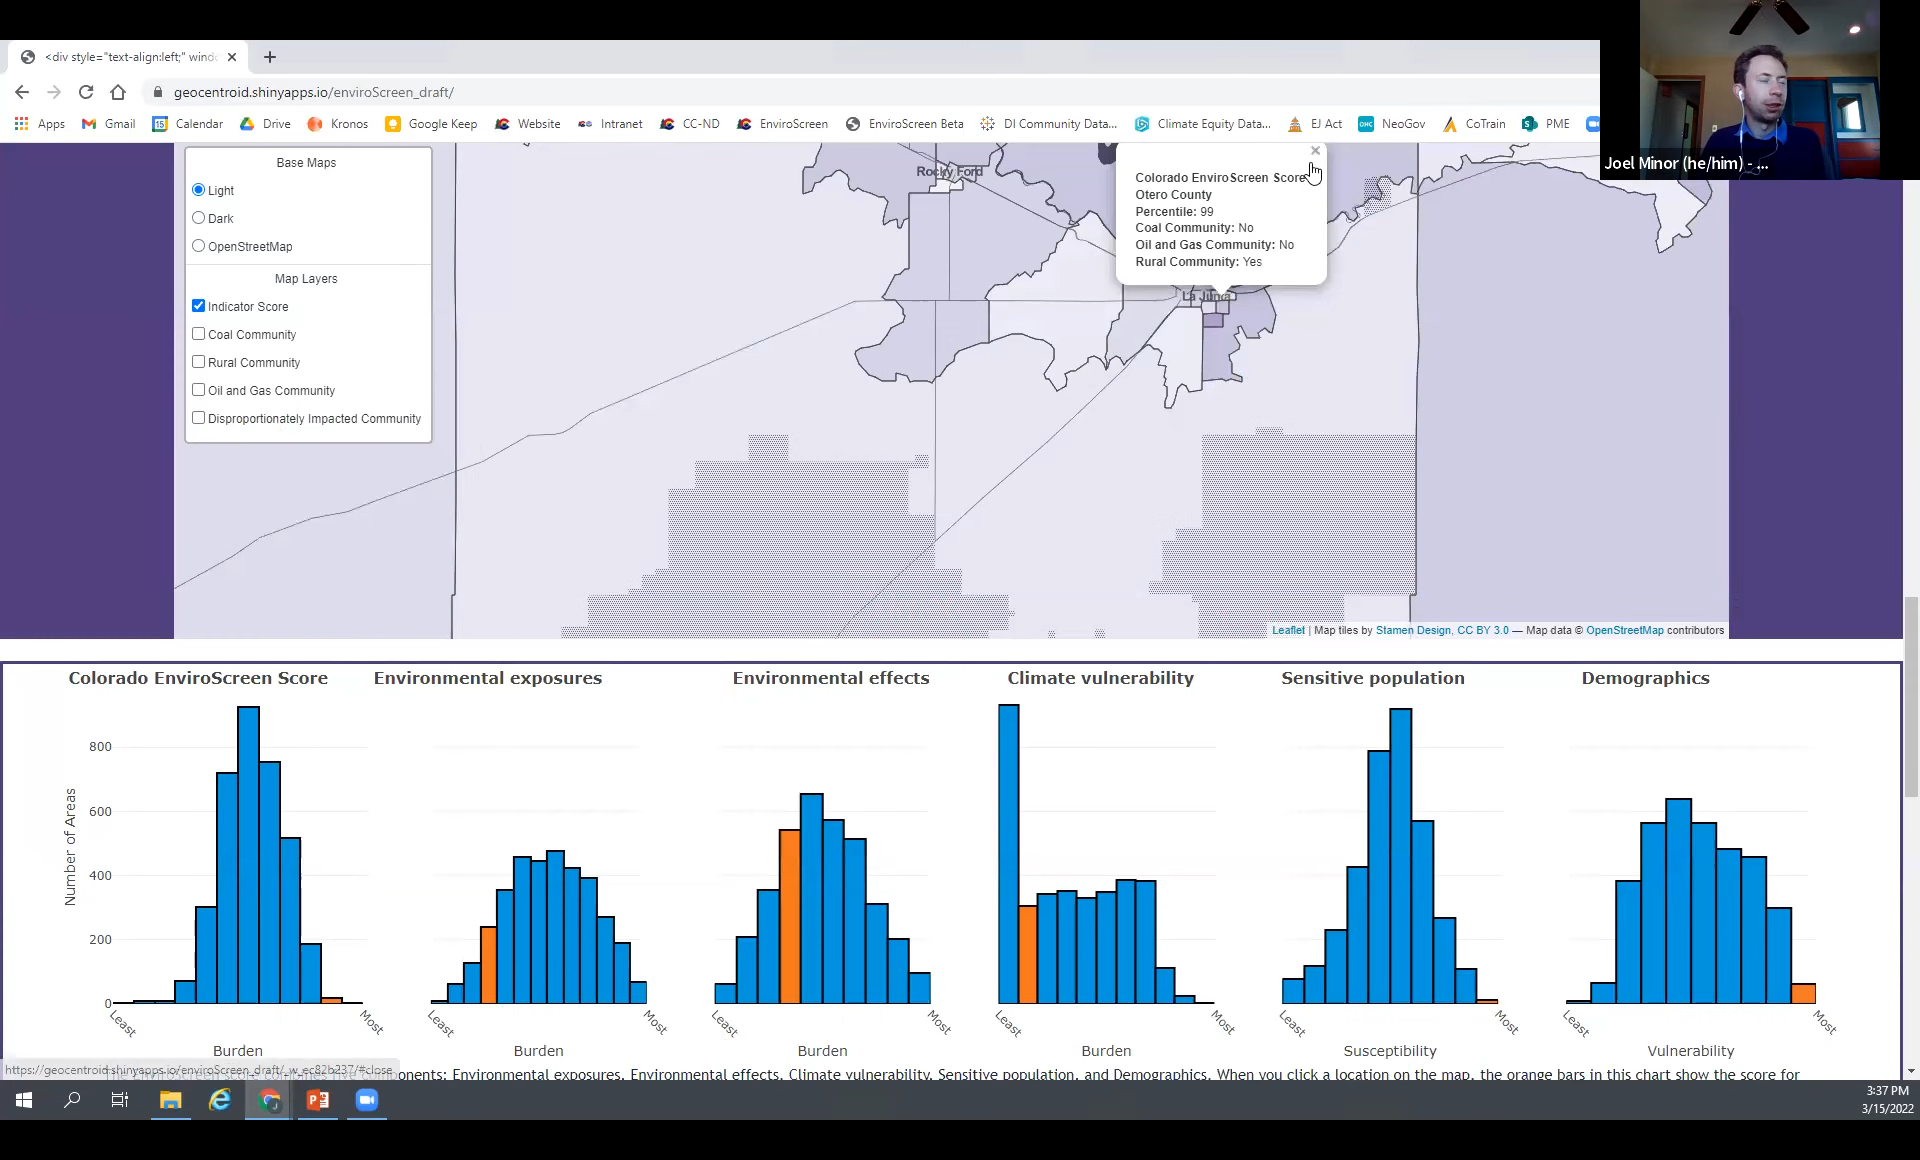 <div style="text-align:left;" windo
geocentroid.shinyapps.io/enviroScreen_draft/
Apps
Gmail
15 Calendar
Drive
Kronos
Google Keep
Website
Intranet
CC-ND
EnviroScreen
EnviroScreen Beta
DI Community Data...
Climate Equity Data...
EJ Act
OHC NeoGov
CoTrain
PME
Joel Minor (he/him) - ...
Base Maps
Light
Dark
OpenStreetMap
Map Layers
Indicator Score
Coal Community
Rural Community
Oil and Gas Community
Disproportionately Impacted Community
Rocky Ford
×
Colorado EnviroScreen Score
Otero County
Percentile: 99
Coal Community: No
Oil and Gas Community: No
Rural Community: Yes
La Junta
Leaflet | Map tiles by Stamen Design, CC BY 3.0 — Map data © OpenStreetMap contributors
Colorado EnviroScreen Score
Environmental exposures
Environmental effects
Climate vulnerability
Sensitive population
Demographics
Number of Areas
800
600
400
200
0
Least
Most
Burden
Least
Most
Burden
Least
Most
Burden
Least
Most
Burden
Least
Most
Susceptibility
Least
Most
Vulnerability
https://geocentroid.shinyapps.io/enviroScreen_draft/_w_ec82b237/#close
onents: Environmental exposures, Environmental effects, Climate vulnerability, Sensitive population, and Demographics. When you click a location on the map, the orange bars in this chart show the score for
3:37 PM
3/15/2022